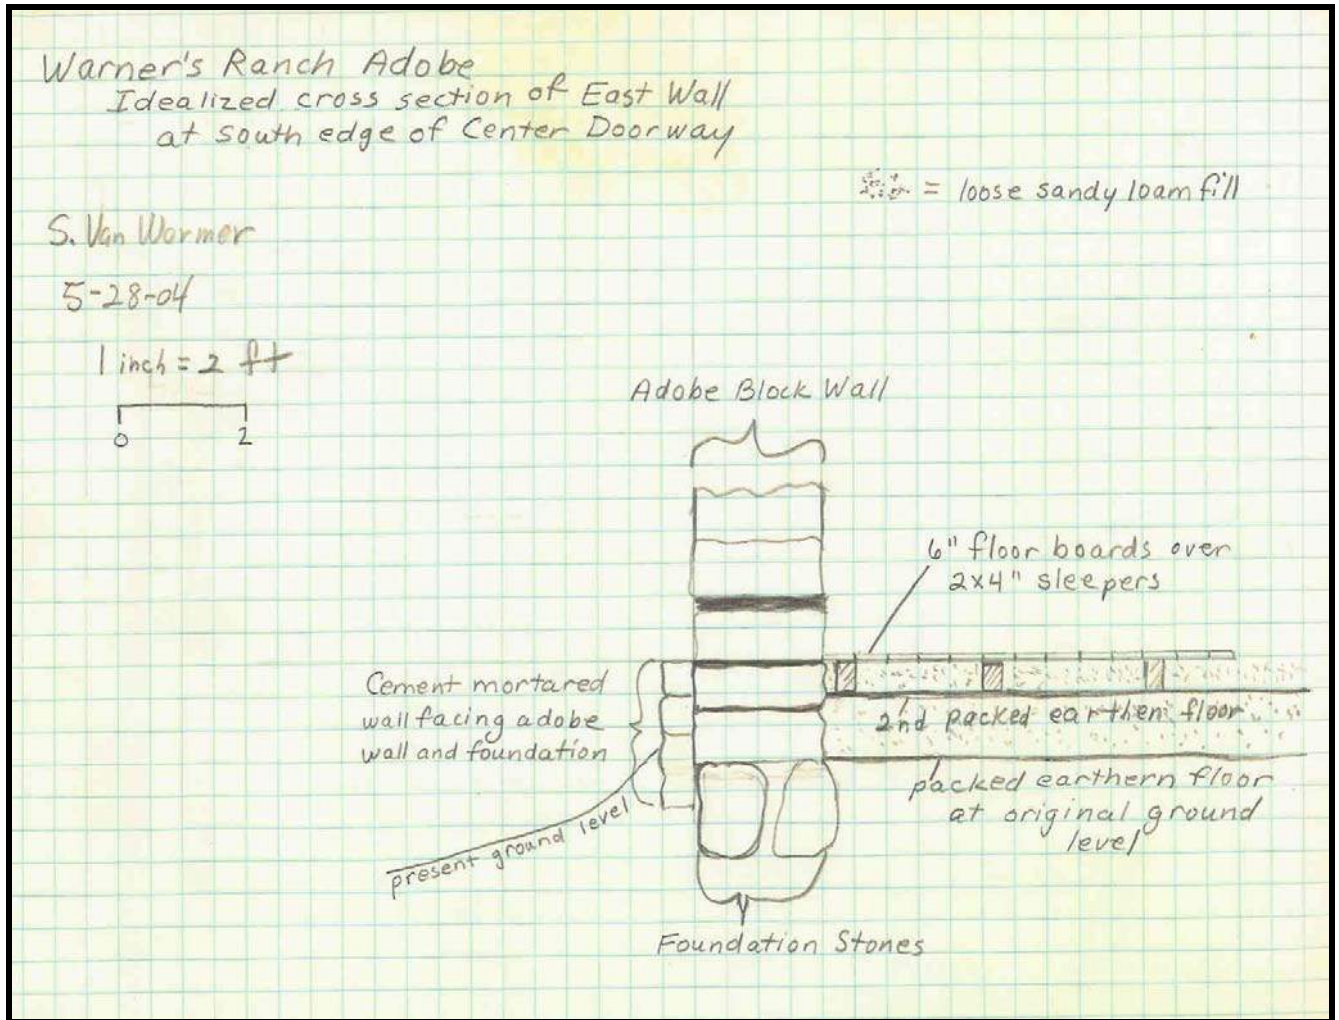 Warner's Ranch Adobe
Idealized cross section of East Wall
at south edge of Center Doorway
= loose sandy loam fill
S. Van Wormer
5-28-04
1 inch = 2 ft
0 2
Adobe Block Wall
6" floor boards over
2x4" sleepers
Cement mortared
wall facing adobe
wall and foundation
2nd packed earthen floor
packed earthern floor
at original ground
level
present ground level
Foundation Stones